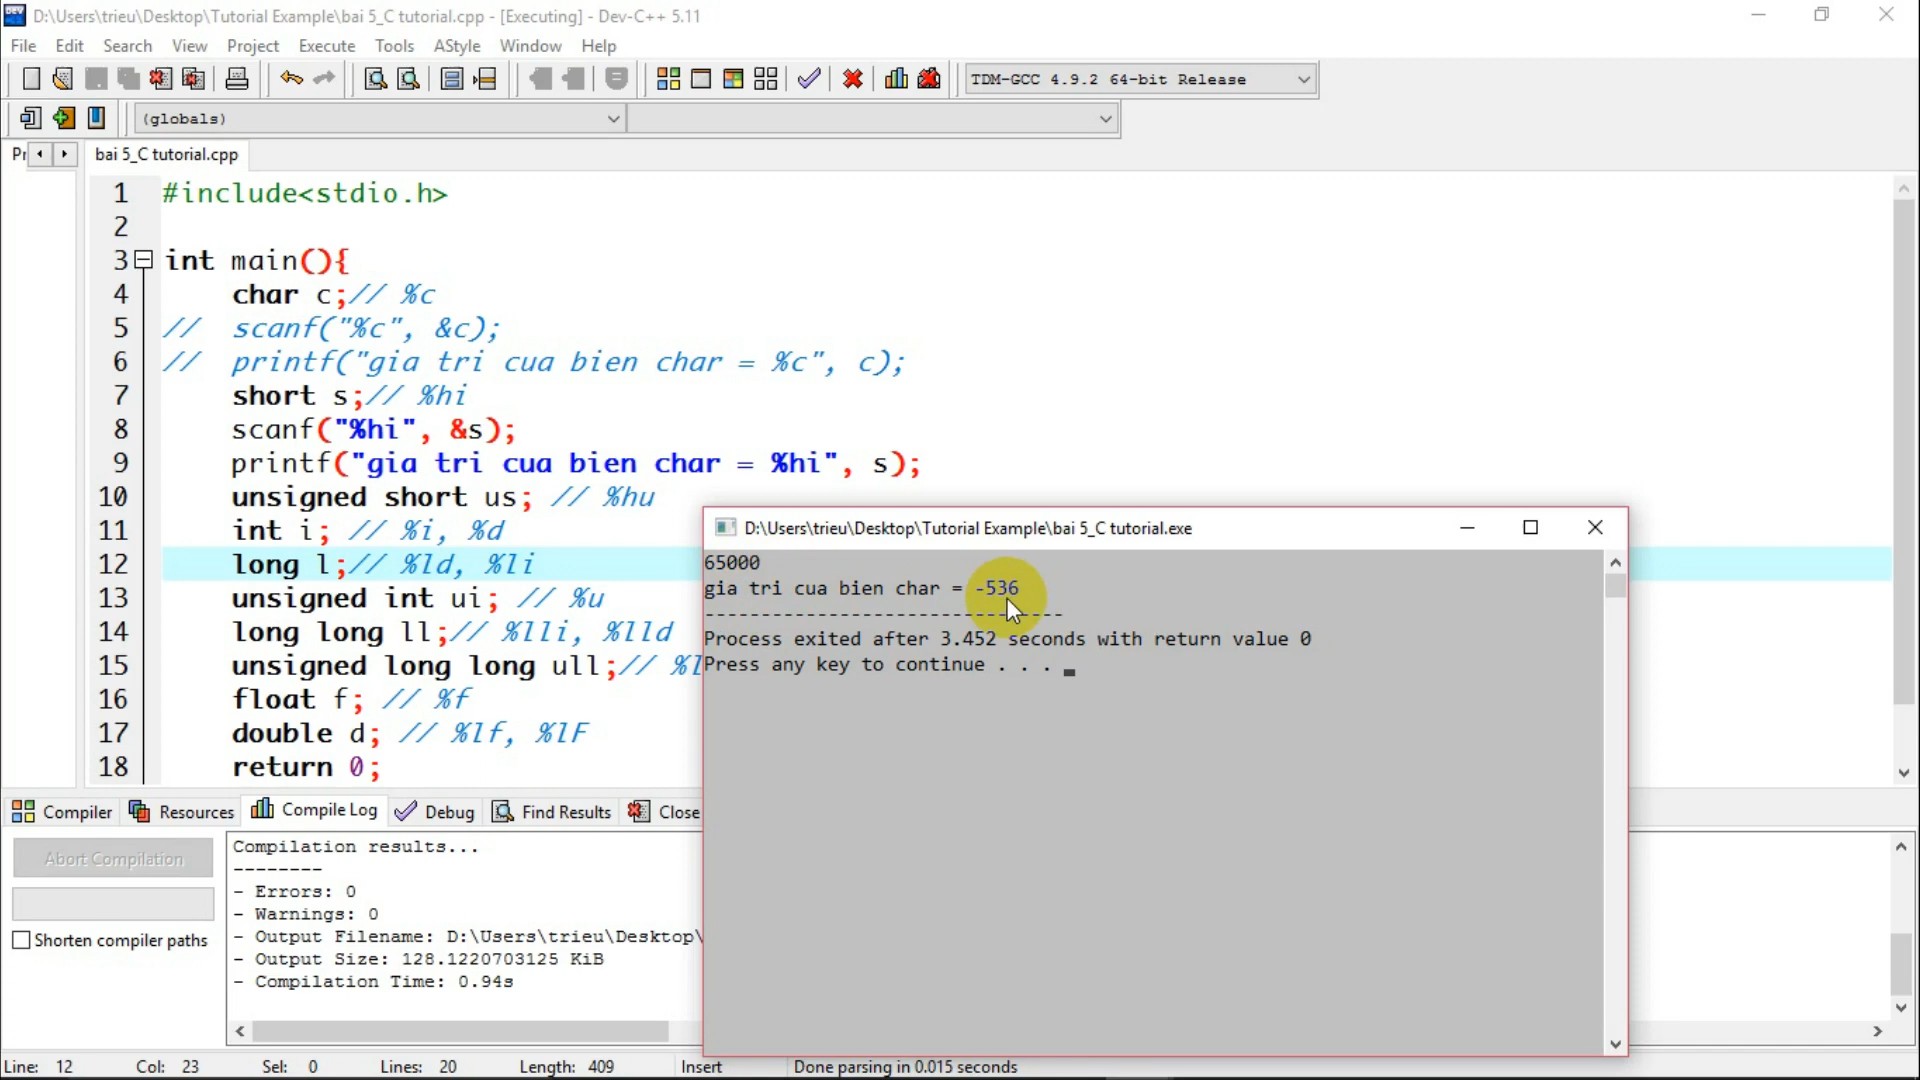 D:\Users\trieu\Desktop\Tutorial Example\bai 5_C tutorial.cpp - [Executing] - Dev-C++ 5.11
File Edit Search View Project Execute Tools AStyle Window Help
TDM-GCC 4.9.2 64-bit Release
(globals)
bai 5_C tutorial.cpp
1 #include<stdio.h>
2
3 int main(){
4 char c;// %c
5 // scanf("%c", &c);
6 // printf("gia tri cua bien char = %c", c);
7 short s;// %hi
8 scanf("%hi", &s);
9 printf("gia tri cua bien char = %hi", s);
10 unsigned short us; // %hu
11 int i; // %i, %d
12 long l;// %ld, %li
13 unsigned int ui; // %u
14 long long ll;// %lli, %lld
15 unsigned long long ull;//
16 float f; // %f
17 double d; // %lf, %lF
18 return 0;
D:\Users\trieu\Desktop\Tutorial Example\bai 5_C tutorial.exe
65000
gia tri cua bien char = -536
--------------------------------
Process exited after 3.452 seconds with return value 0
Press any key to continue . . .
Compiler Resources Compile Log Debug Find Results Close
Abort Compilation
Shorten compiler paths
Compilation results...
--------
- Errors: 0
- Warnings: 0
- Output Filename: D:\Users\trieu\Desktop\
- Output Size: 128.1220703125 KiB
- Compilation Time: 0.94s
Line: 12 Col: 23 Sel: 0 Lines: 20 Length: 409 Insert Done parsing in 0.015 seconds